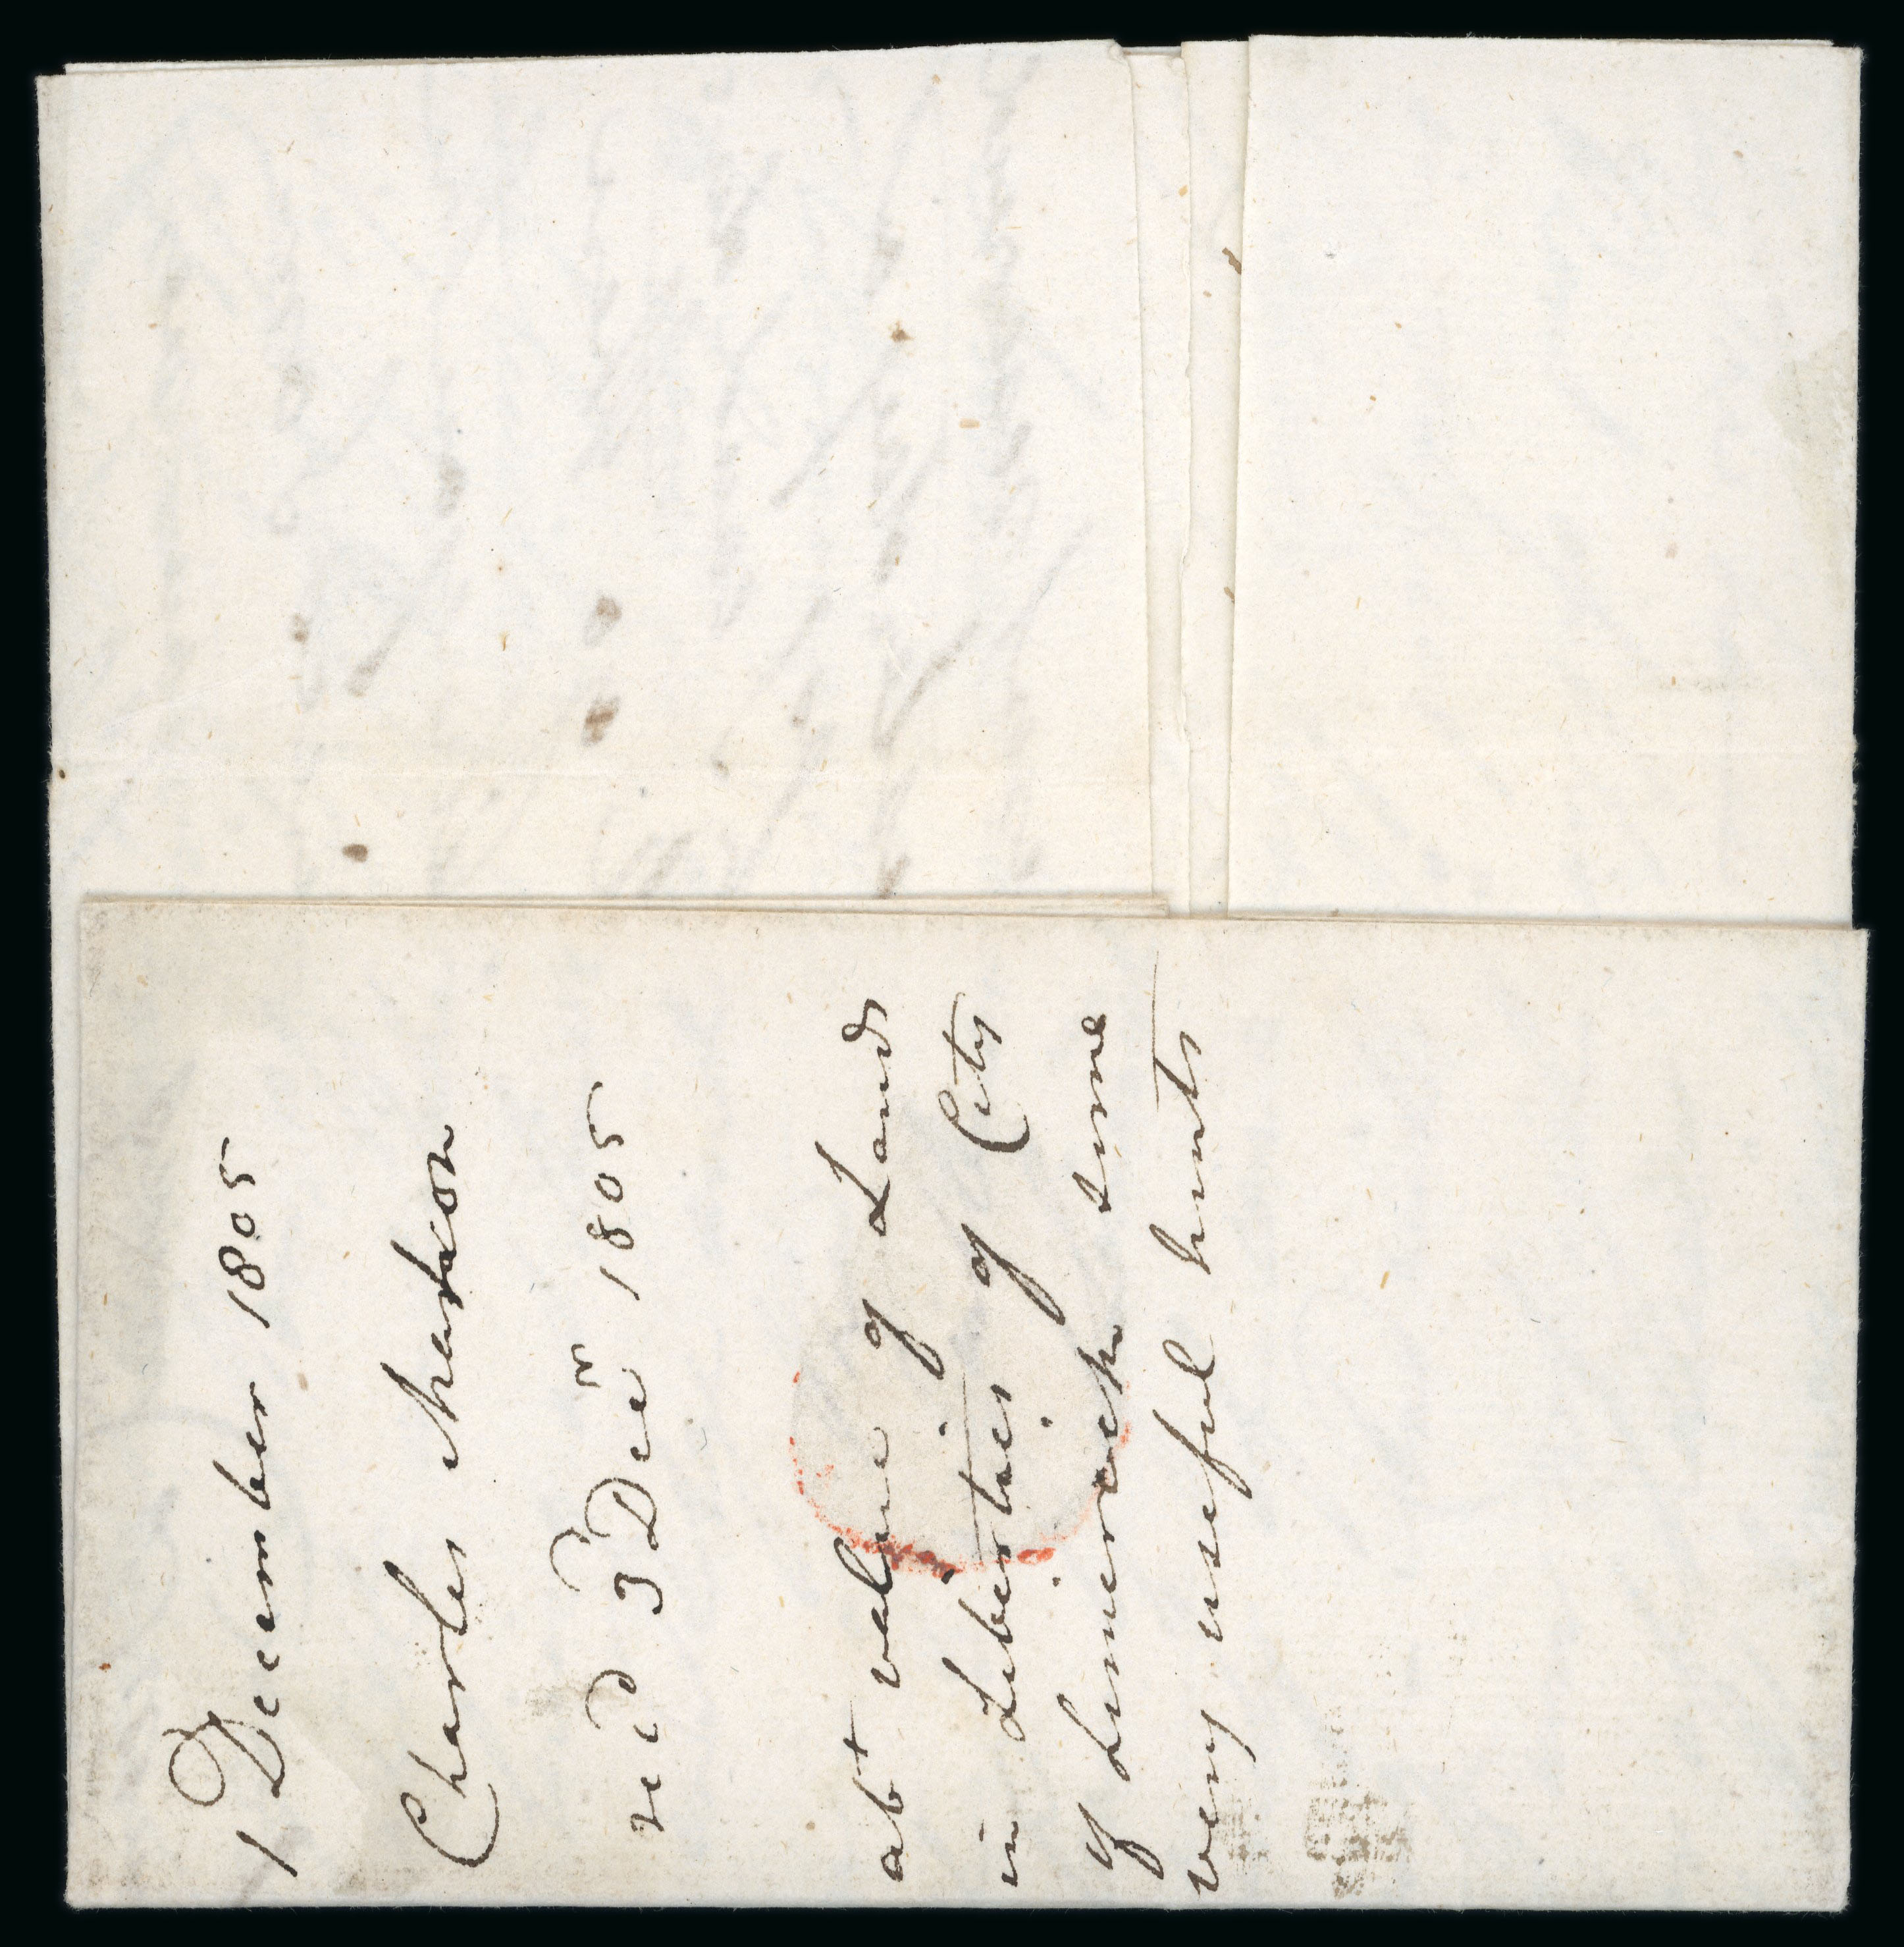 1 December 1805
Charles
recd 3 Decr 1805
abt value of Lands
in Liberties of City
of Limerick some
very useful hints